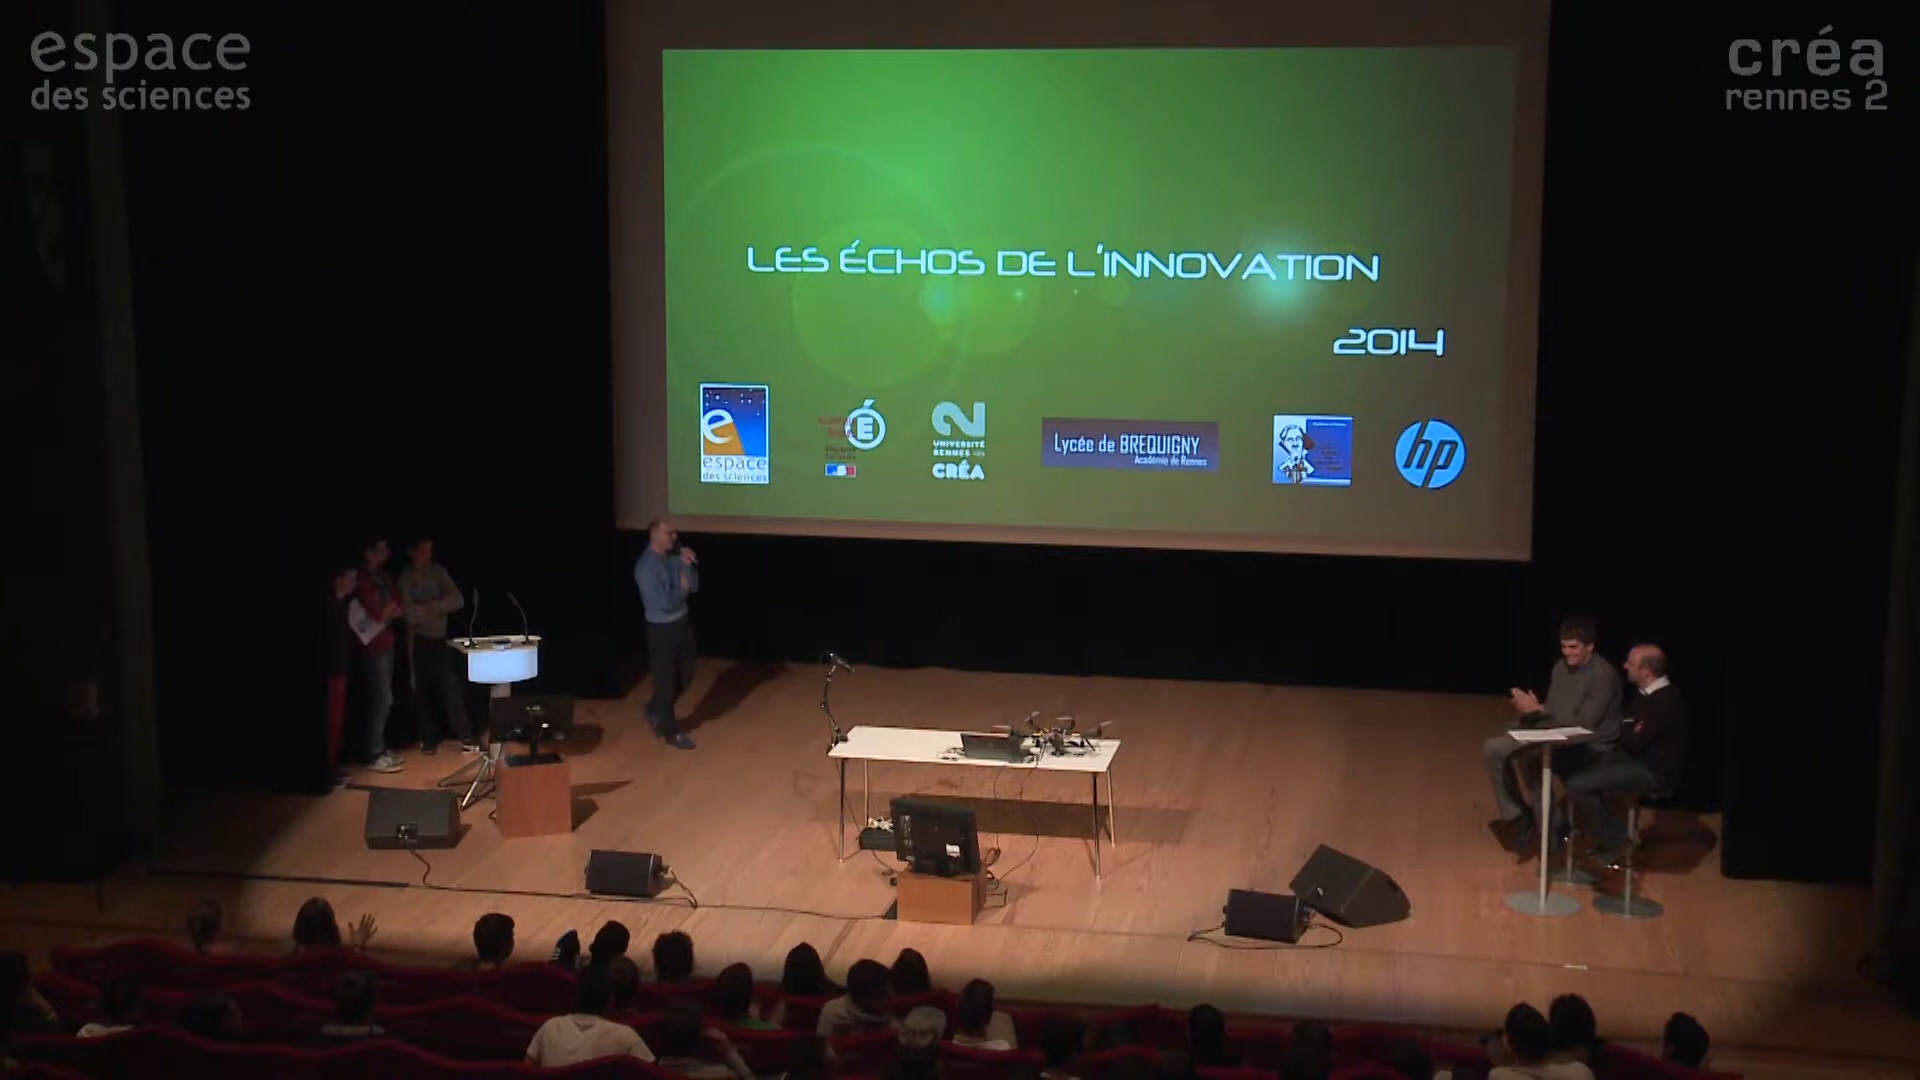 espace
des sciences
créa
rennes 2
LES ÉCHOS DE L'INNOVATION
2014
e
espace
des sciences
É
2
UNIVERSITÉ
RENNES
CRÉA
Lycée de BREQUIGNY
Académie de Rennes
hp